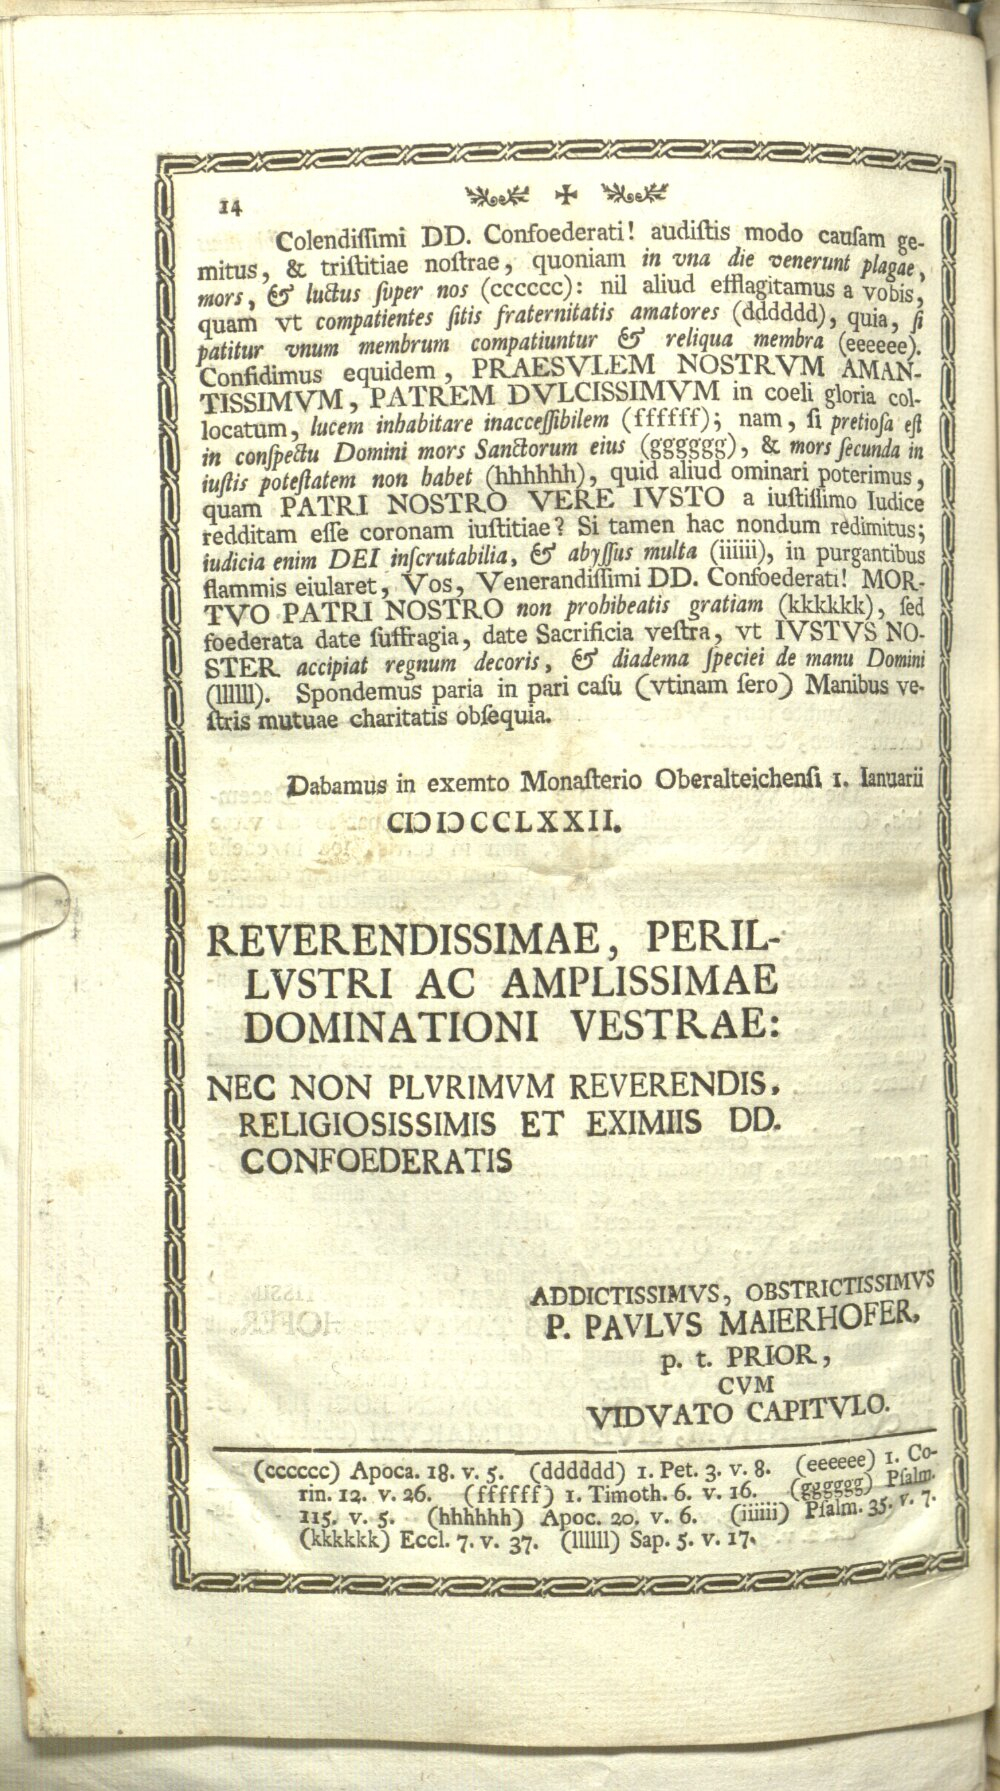 14
Colendiſſimi DD. Confoederati! audiſtis modo cauſam ge-
mitus, & triſtitiae noſtrae, quoniam in vna die venerunt plagae,
mors, & luctus ſuper nos (cccccc): nil aliud efflagitamus a vobis,
quam vt compatientes ſitis fraternitatis amatores (dddddd), quia, ſi
patitur vnum membrum compatiuntur & reliqua membra (eeeeee).
Confidimus equidem, PRAESVLEM NOSTRVM AMAN-
TISSIMVM, PATREM DVLCISSIMVM in coeli gloria col-
locatum, lucem inhabitare inacceſſibilem (ffffff); nam, ſi pretioſa eſt
in conſpectu Domini mors Sanctorum eius (gggggg), & mors ſecunda in
iuſtis poteſtatem non habet (hhhhhh), quid aliud ominari poterimus,
quam PATRI NOSTRO VERE IVSTO a iuſtiſſimo Iudice
redditam eſſe coronam iuſtitiae? Si tamen hac nondum redimitus;
iudicia enim DEI inſcrutabilia, & abyſſus multa (iiiiii), in purgantibus
flammis eiularet, Vos, Venerandiſſimi DD. Confoederati! MOR-
TVO PATRI NOSTRO non prohibeatis gratiam (kkkkkk), ſed
foederata date ſuffragia, date Sacrificia veſtra, vt IVSTVS NO-
STER accipiat regnum decoris, & diadema ſpeciei de manu Domini
(llllll). Spondemus paria in pari caſu (vtinam ſero) Manibus ve-
ſtris mutuae charitatis obſequia.
Dabamus in exemto Monaſterio Oberalteichenſi 1. Ianuarii
CIƆIƆCCLXXII.
REVERENDISSIMAE, PERIL-
LVSTRI AC AMPLISSIMAE
DOMINATIONI VESTRAE:
NEC NON PLVRIMVM REVERENDIS.
RELIGIOSISSIMIS ET EXIMIIS DD.
CONFOEDERATIS
ADDICTISSIMVS, OBSTRICTISSIMVS
P. PAVLVS MAIERHOFER,
p. t. PRIOR,
CVM
VIDVATO CAPITVLO.
(cccccc) Apoca. 18. v. 5. (dddddd) 1. Pet. 3. v. 8. (eeeeee) 1. Co-
rin. 12. v. 26. (ffffff) 1. Timoth. 6. v. 16. (gggggg) Pſalm.
115. v. 5. (hhhhhh) Apoc. 20. v. 6. (iiiiii) Pſalm. 35. v. 7.
(kkkkkk) Eccl. 7. v. 37. (llllll) Sap. 5. v. 17.